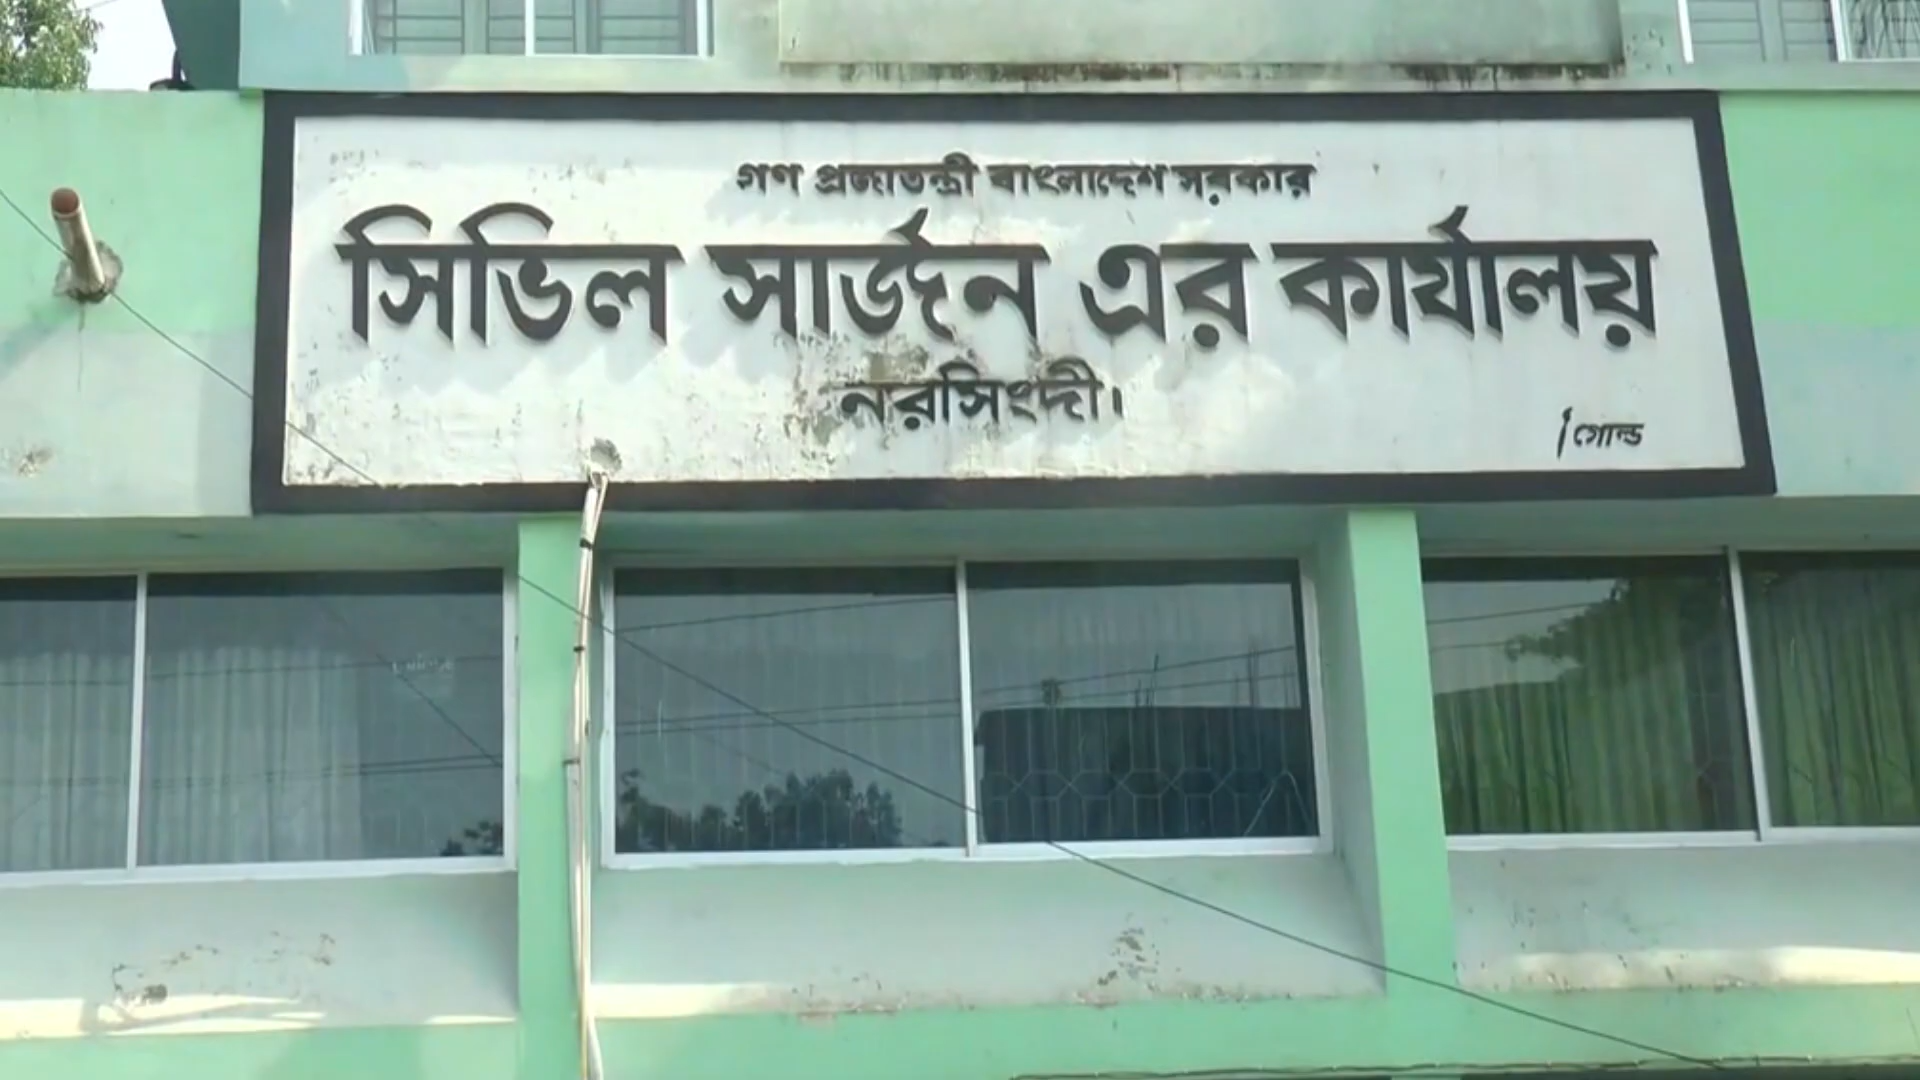 গণ প্রজাতন্ত্রী বাংলাদেশ সরকার
সিভিল সার্জন এর কার্যালয়
নরসিংদী।
গোল্ড